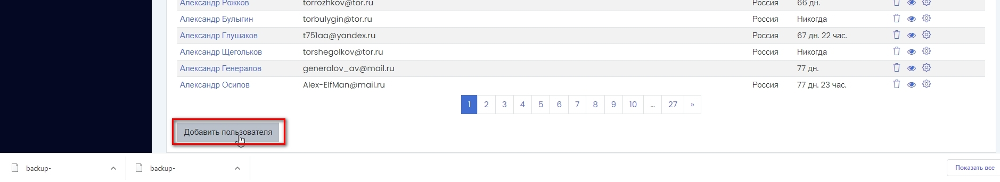 Александр Рожков torrozhkov@tor.ru Россия 66 дн.
Александр Булыгин torbulygin@tor.ru Россия Никогда
Александр Глушаков t751aa@yandex.ru Россия 67 дн. 22 час.
Александр Щегольков torshegolkov@tor.ru Россия Никогда
Александр Генералов generalov_av@mail.ru 77 дн.
Александр Осипов Alex-ElfMan@mail.ru Россия 77 дн. 23 час.
1 2 3 4 5 6 7 8 9 10 ... 27 »
Добавить пользователя
backup- backup- Показать все